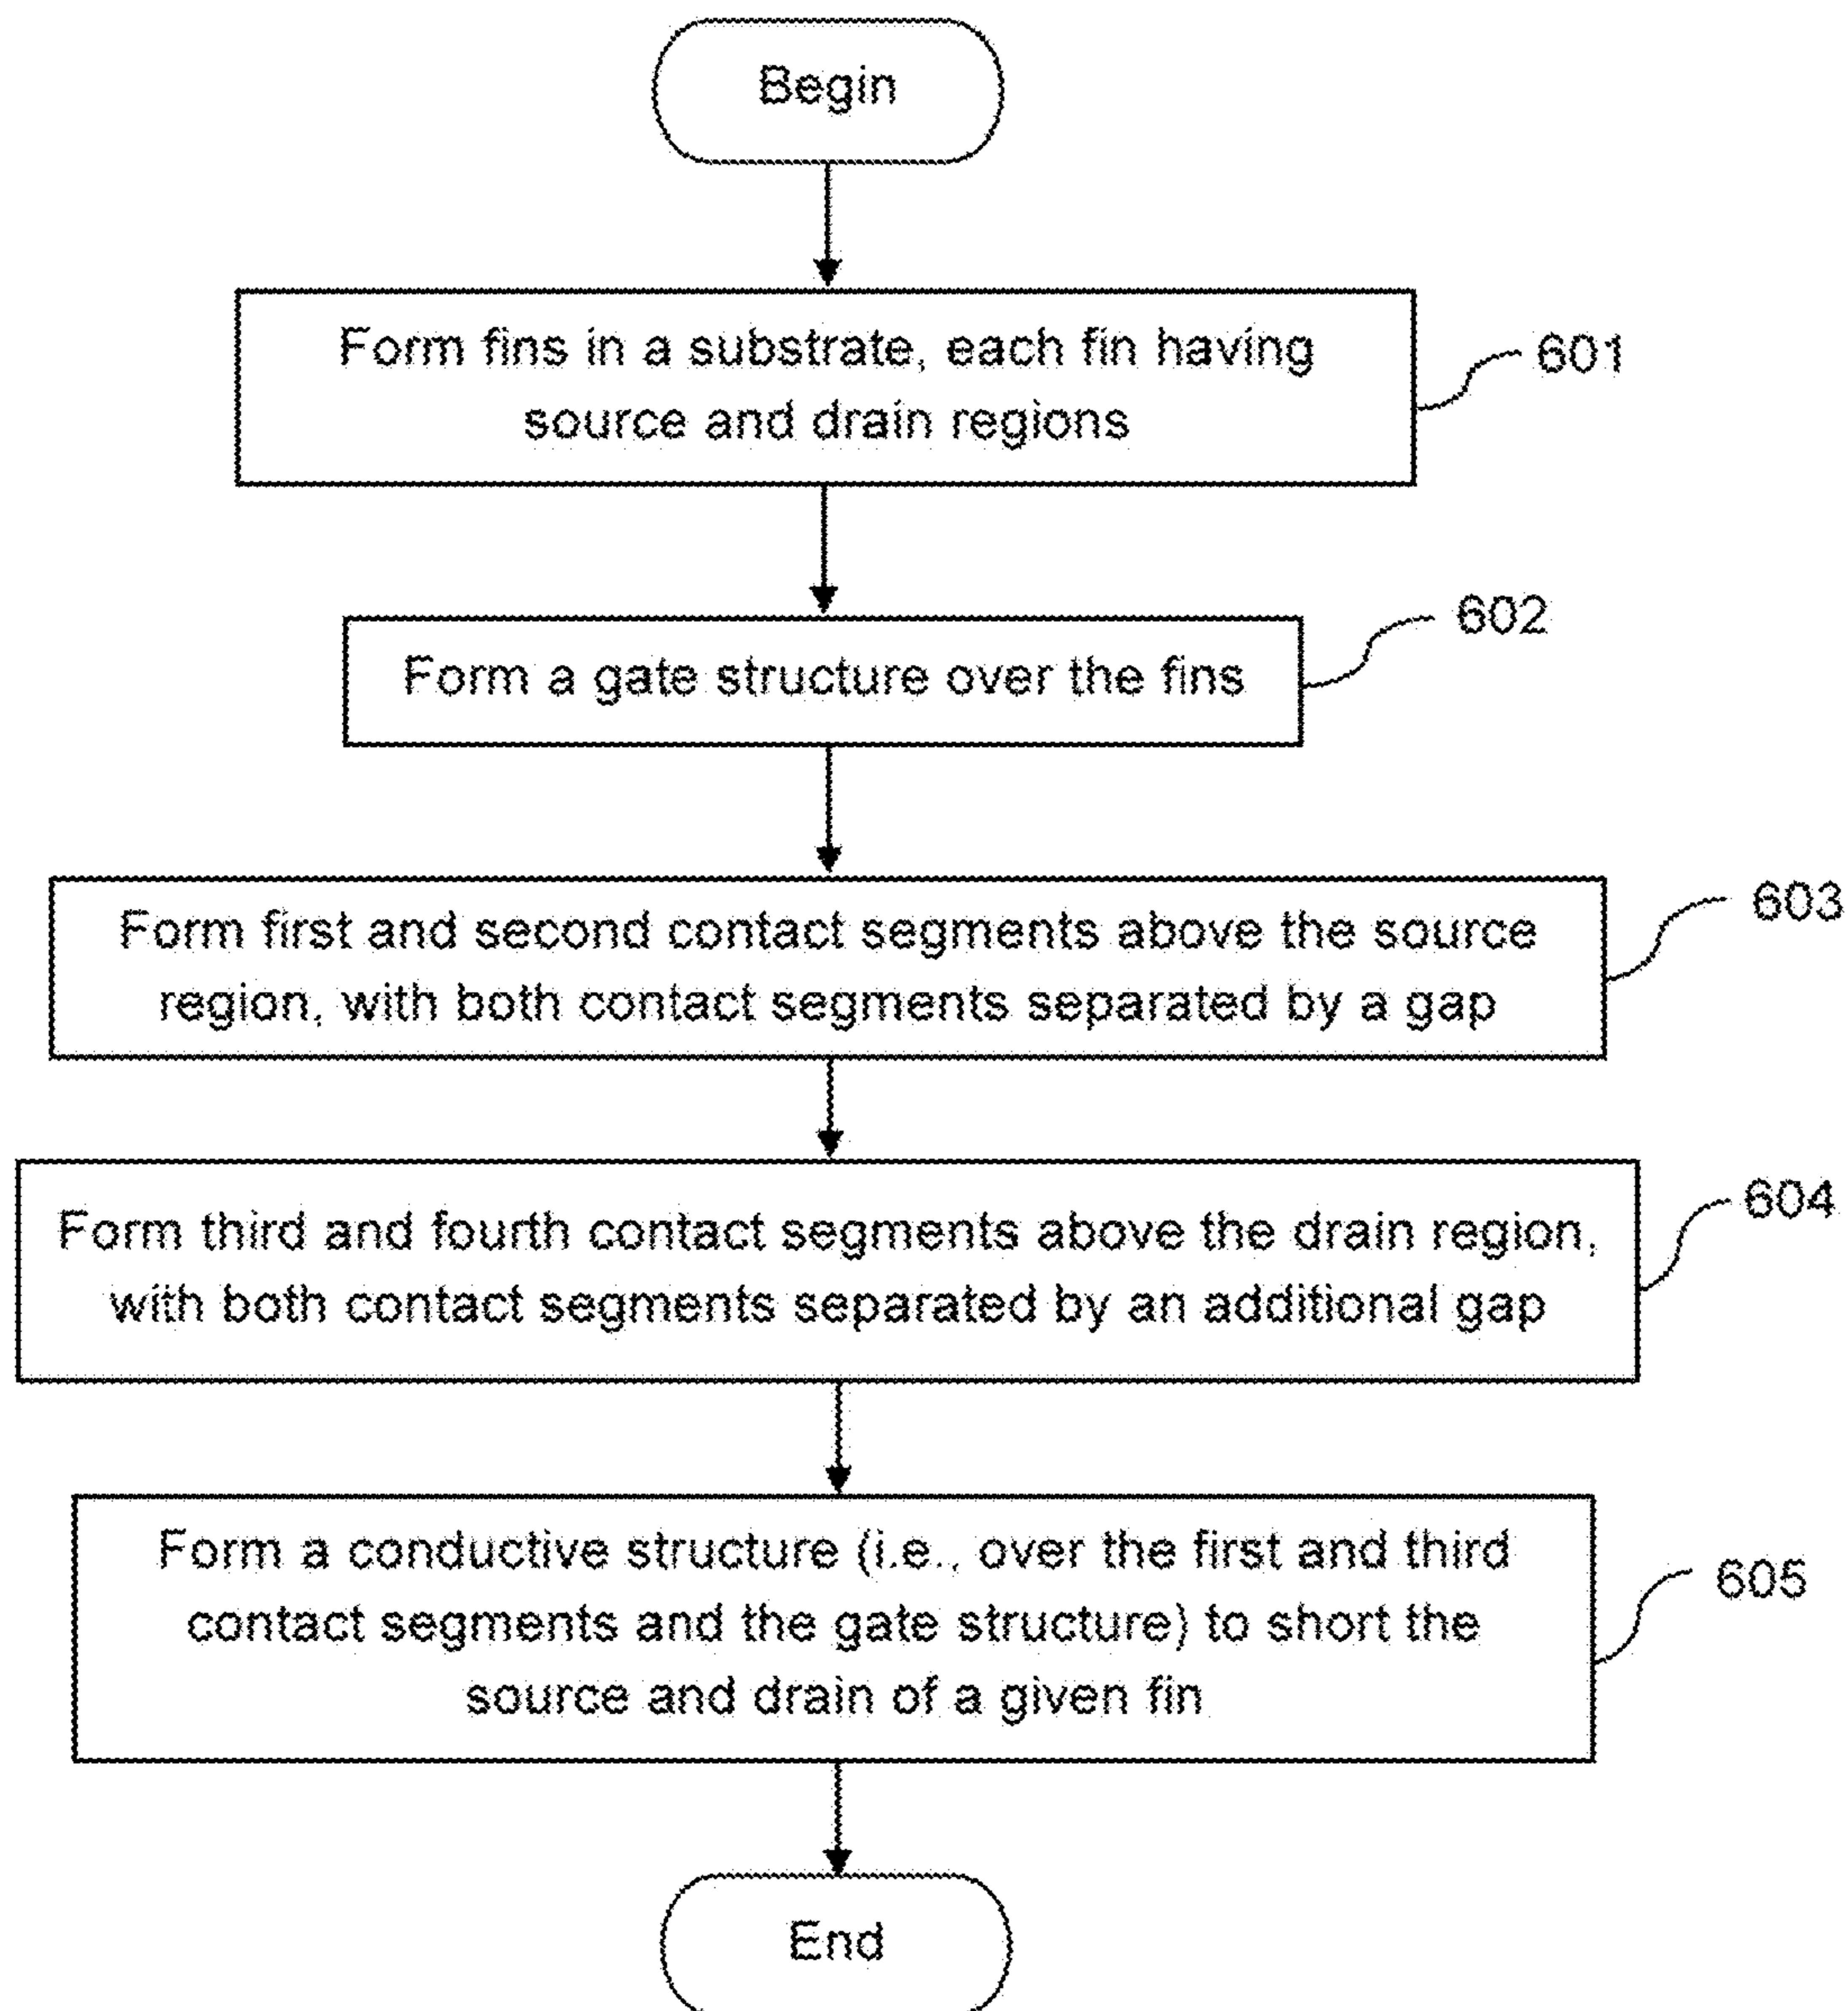 Begin
Form fins in a substrate, each fin having
source and drain regions
601
Form a gate structure over the fins
602
Form first and second contact segments above the source
region, with both contact segments separated by a gap
603
Form third and fourth contact segments above the drain region,
with both contact segments separated by an additional gap
604
Form a conductive structure (i.e., over the first and third
contact segments and the gate structure) to short the
source and drain of a given fin
605
End